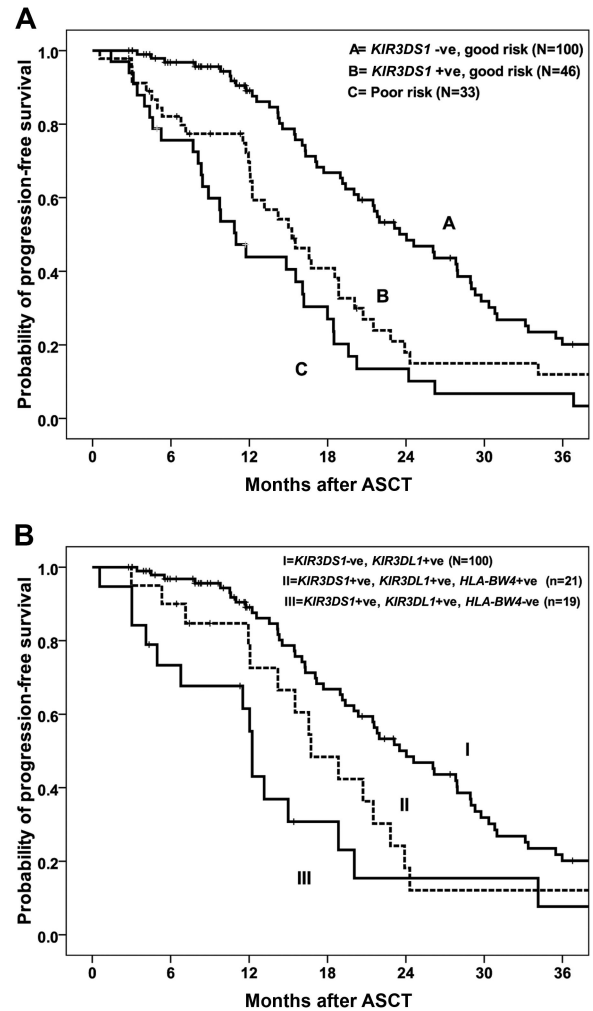 A
A= KIR3DS1 -ve, good risk (N=100)
B= KIR3DS1 +ve, good risk (N=46)
C= Poor risk (N=33)
Probability of progression-free survival
1.0
0.8
0.6
0.4
0.2
0.0
A
B
C
0 6 12 18 24 30 36
Months after ASCT
B
I=KIR3DS1-ve, KIR3DL1+ve (N=100)
II=KIR3DS1+ve, KIR3DL1+ve, HLA-BW4+ve (n=21)
III=KIR3DS1+ve, KIR3DL1+ve, HLA-BW4-ve (n=19)
Probability of progression-free survival
1.0
0.8
0.6
0.4
0.2
0.0
I
II
III
0 6 12 18 24 30 36
Months after ASCT